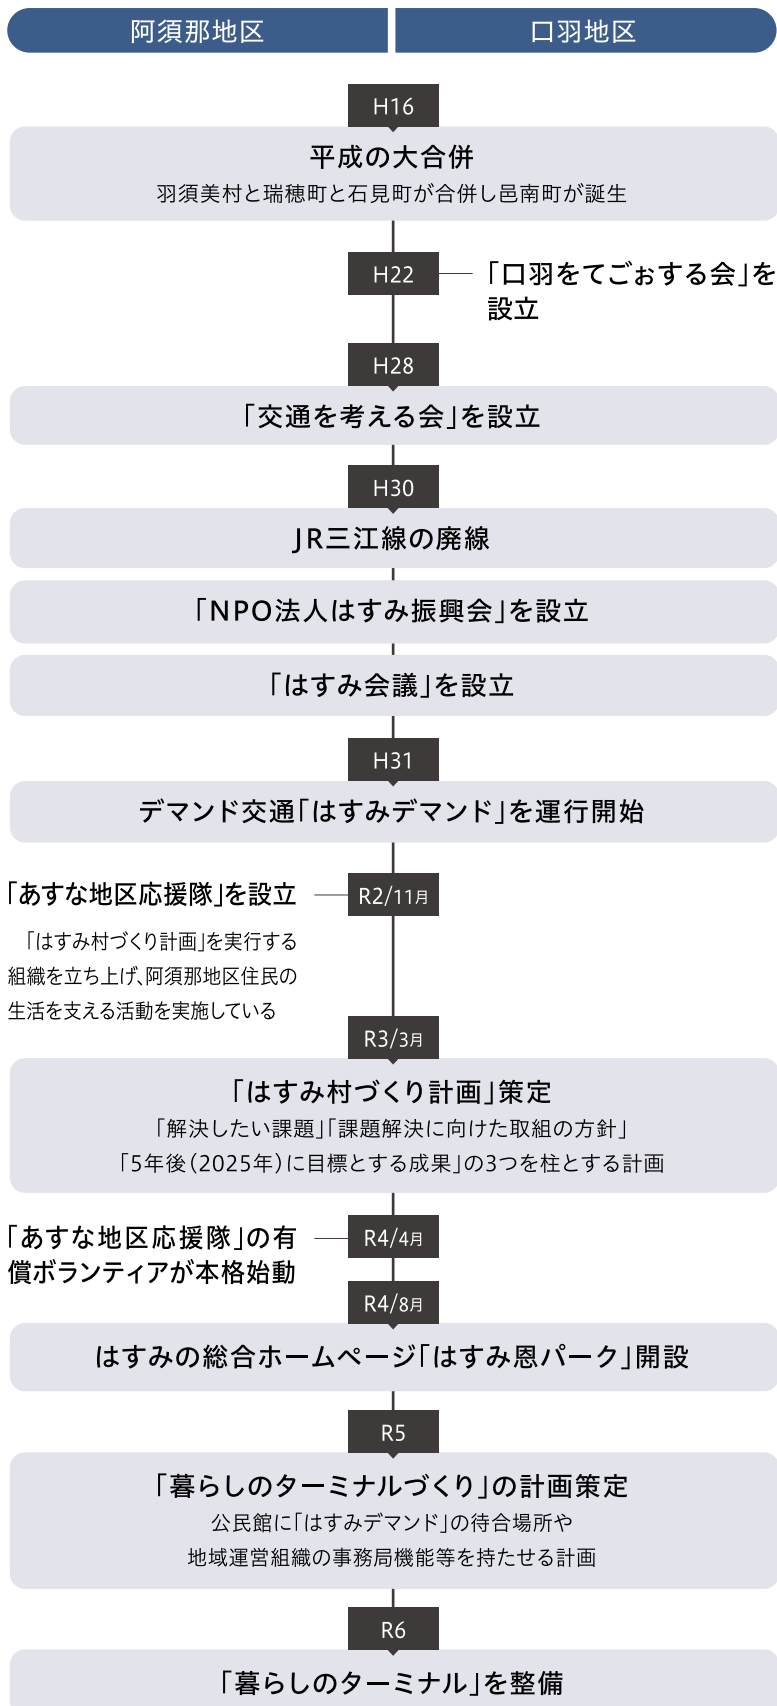 阿須那地区
口羽地区
H16
平成の大合併
羽須美村と瑞穂町と石見町が合併し邑南町が誕生
H22
「口羽をてごぉする会」を
設立
H28
「交通を考える会」を設立
H30
JR三江線の廃線
「NPO法人はすみ振興会」を設立
「はすみ会議」を設立
H31
デマンド交通「はすみデマンド」を運行開始
R2/11月
「あすな地区応援隊」を設立
「はすみ村づくり計画」を実行する
組織を立ち上げ、阿須那地区住民の
生活を支える活動を実施している
R3/3月
「はすみ村づくり計画」策定
「解決したい課題」「課題解決に向けた取組の方針」
「5年後（2025年）に目標とする成果」の3つを柱とする計画
R4/4月
「あすな地区応援隊」の有
償ボランティアが本格始動
R4/8月
はすみの総合ホームページ「はすみ恩パーク」開設
R5
「暮らしのターミナルづくり」の計画策定
公民館に「はすみデマンド」の待合場所や
地域運営組織の事務局機能等を持たせる計画
R6
「暮らしのターミナル」を整備